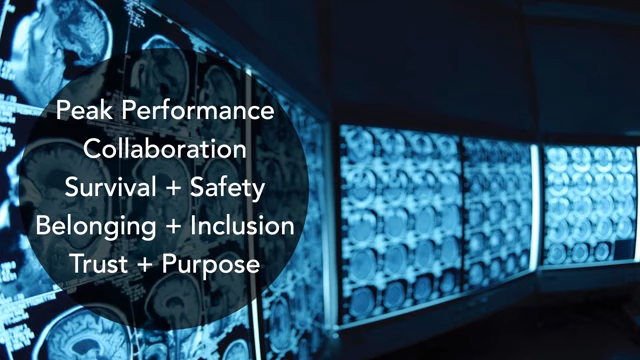 Peak Performance
Collaboration
Survival + Safety
Belonging + Inclusion
Trust + Purpose